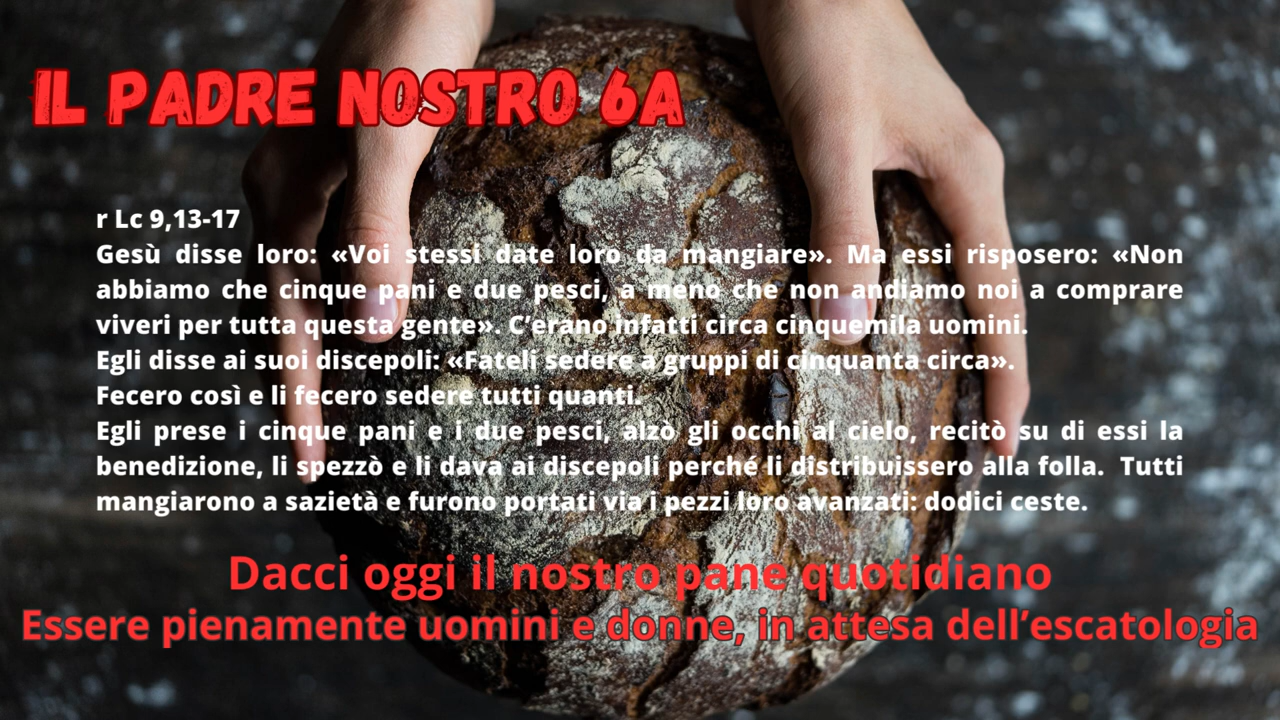 IL PADRE NOSTRO 6A
r Lc 9,13-17
Gesù disse loro: «Voi stessi date loro da mangiare». Ma essi risposero: «Non
abbiamo che cinque pani e due pesci, a meno che non andiamo noi a comprare
viveri per tutta questa gente». C’erano infatti circa cinquemila uomini.
Egli disse ai suoi discepoli: «Fateli sedere a gruppi di cinquanta circa».
Fecero così e li fecero sedere tutti quanti.
Egli prese i cinque pani e i due pesci, alzò gli occhi al cielo, recitò su di essi la
benedizione, li spezzò e li dava ai discepoli perché li distribuissero alla folla. Tutti
mangiarono a sazietà e furono portati via i pezzi loro avanzati: dodici ceste.
Dacci oggi il nostro pane quotidiano
Essere pienamente uomini e donne, in attesa dell’escatologia